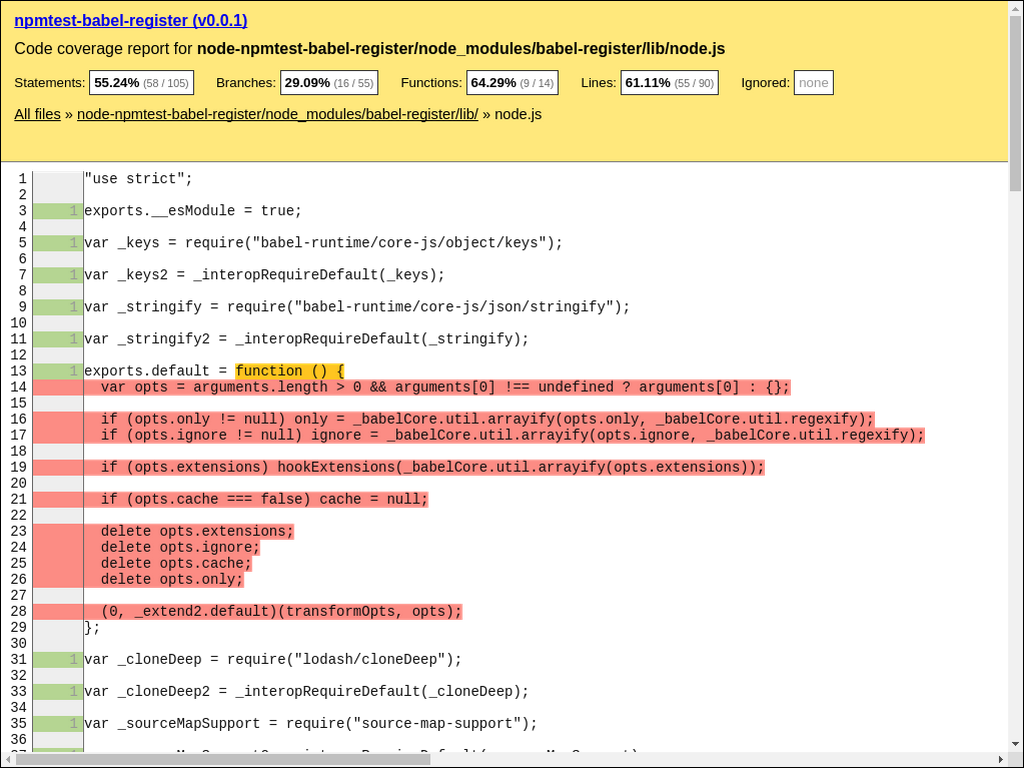 npmtest-babel-register (v0.0.1)
Code coverage report for node-npmtest-babel-register/node_modules/babel-register/lib/node.js
Statements: 55.24% (58 / 105) Branches: 29.09% (16 / 55) Functions: 64.29% (9 / 14) Lines: 61.11% (55 / 90) Ignored: none
All files » node-npmtest-babel-register/node_modules/babel-register/lib/ » node.js
1 "use strict";
2
3 1 exports.__esModule = true;
4
5 1 var _keys = require("babel-runtime/core-js/object/keys");
6
7 1 var _keys2 = _interopRequireDefault(_keys);
8
9 1 var _stringify = require("babel-runtime/core-js/json/stringify");
10
11 1 var _stringify2 = _interopRequireDefault(_stringify);
12
13 1 exports.default = function () {
14 var opts = arguments.length > 0 && arguments[0] !== undefined ? arguments[0] : {};
15
16 if (opts.only != null) only = _babelCore.util.arrayify(opts.only, _babelCore.util.regexify);
17 if (opts.ignore != null) ignore = _babelCore.util.arrayify(opts.ignore, _babelCore.util.regexify);
18
19 if (opts.extensions) hookExtensions(_babelCore.util.arrayify(opts.extensions));
20
21 if (opts.cache === false) cache = null;
22
23 delete opts.extensions;
24 delete opts.ignore;
25 delete opts.cache;
26 delete opts.only;
27
28 (0, _extend2.default)(transformOpts, opts);
29 };
30
31 1 var _cloneDeep = require("lodash/cloneDeep");
32
33 1 var _cloneDeep2 = _interopRequireDefault(_cloneDeep);
34
35 1 var _sourceMapSupport = require("source-map-support");
36